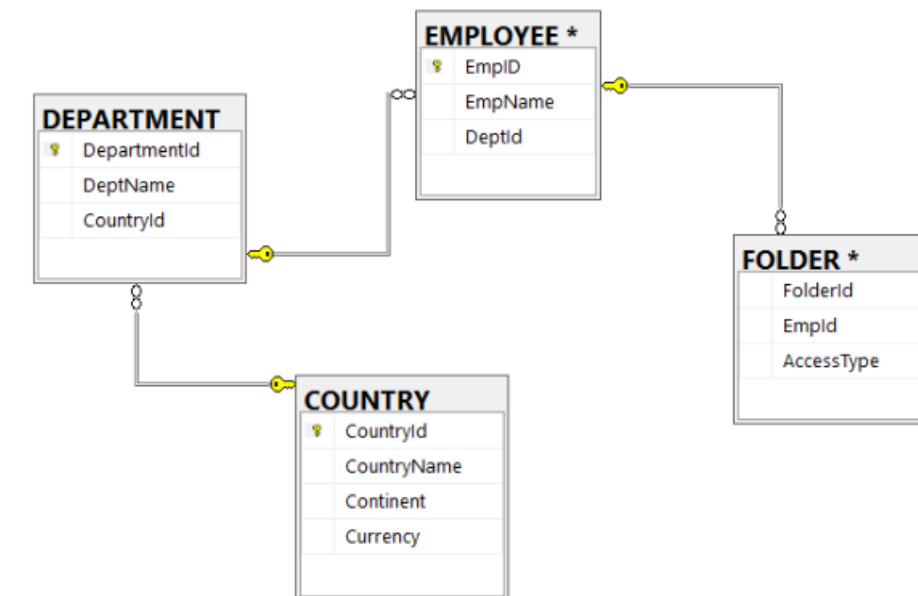 EMPLOYEE *
EmpID
EmpName
DeptId
DEPARTMENT
DepartmentId
DeptName
CountryId
FOLDER *
FolderId
EmpId
AccessType
COUNTRY
CountryId
CountryName
Continent
Currency